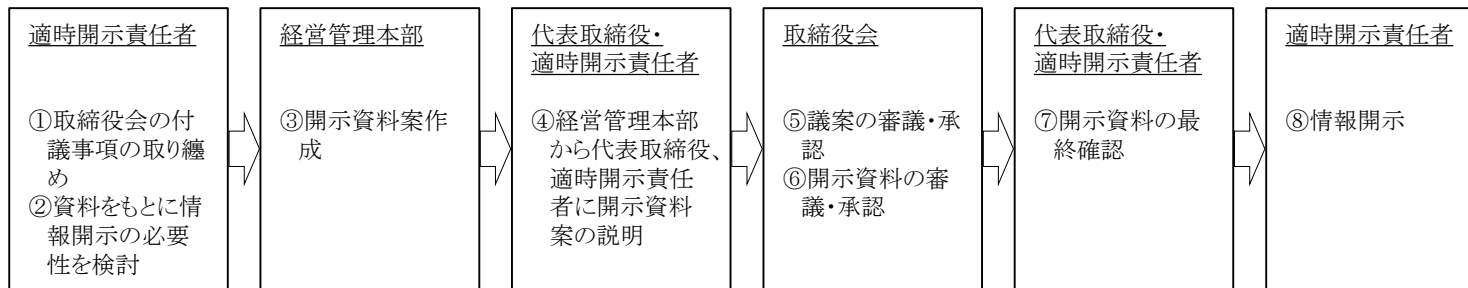 適時開示責任者
①取締役会の付
議事項の取り纏
め
②資料をもとに情
報開示の必要
性を検討
経営管理本部
③開示資料案作
成
代表取締役・
適時開示責任者
④経営管理本部
から代表取締役、
適時開示責任
者に開示資料
案の説明
取締役会
⑤議案の審議・承
認
⑥開示資料の審
議・承認
代表取締役・
適時開示責任者
⑦開示資料の最
終確認
適時開示責任者
⑧情報開示